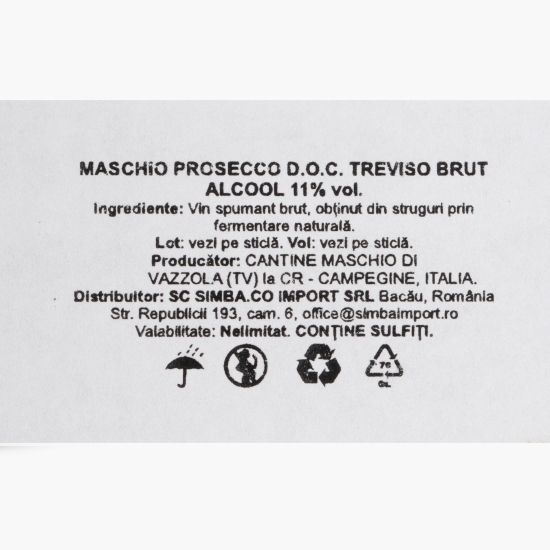 MASCHiO PROSECCO D.O.C. TREVISO BRUT
ALCOOL 11% vol.
Ingrediente: Vin spumant brut, obținut din struguri prin
fermentare naturală.
Lot: vezi pe sticlă. Vol: vezi pe sticlă.
Producător: CANTINE MASCHIO DI
VAZZOLA (TV) la CR - CAMPEGINE, ITALIA.
Distribuitor: SC SIMBA.CO IMPORT SRL Bacău, România
Str. Republicii 193, cam. 6, office@simbaimport.ro
Valabilitate: Nelimitat. CONȚINE SULFIȚI.